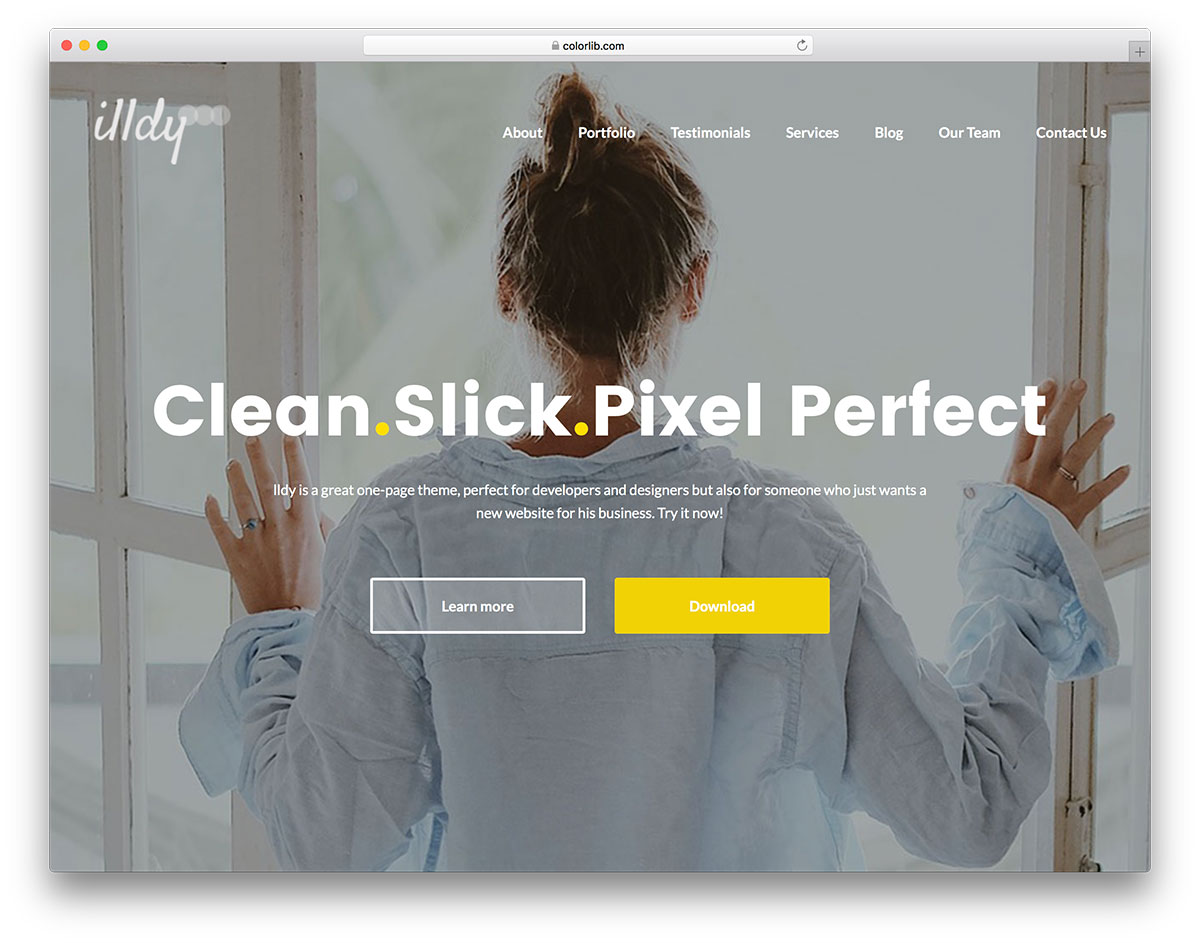 colorlib.com
illdy
About Portfolio Testimonials Services Blog Our Team Contact Us
Clean.Slick.Pixel Perfect
lldy is a great one-page theme, perfect for developers and designers but also for someone who just wants a
new website for his business. Try it now!
Learn more Download